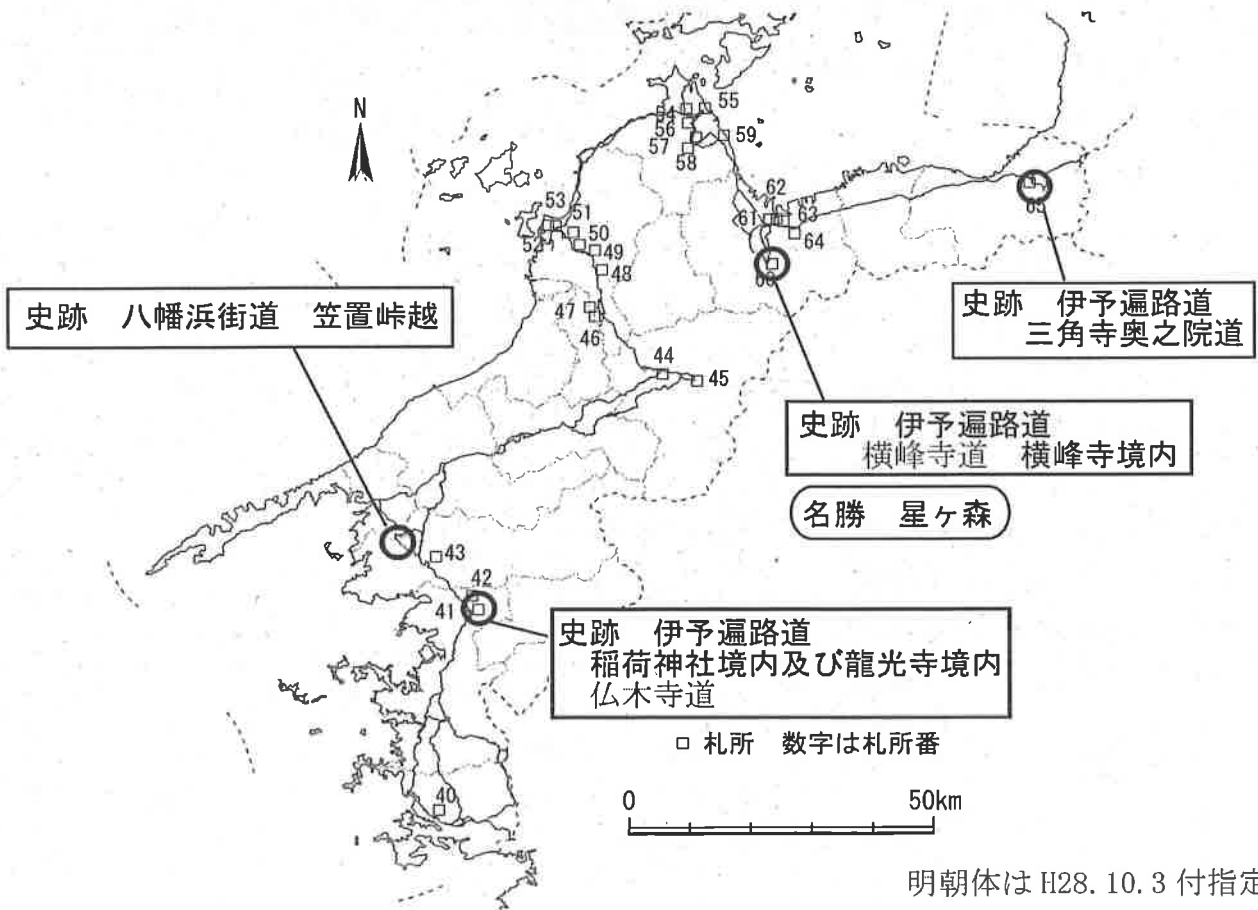 N
55
54
56
57
58
59
62
61
63
64
60
65
53
51
52
50
49
48
47
46
44
45
史跡 八幡浜街道 笠置峠越
史跡 伊予遍路道
三角寺奥之院道
史跡 伊予遍路道
横峰寺道 横峰寺境内
名勝 星ヶ森
43
42
41
史跡 伊予遍路道
稲荷神社境内及び龍光寺境内
仏木寺道
□ 札所 数字は札所番
40
0 50km
明朝体は H28.10.3 付指定